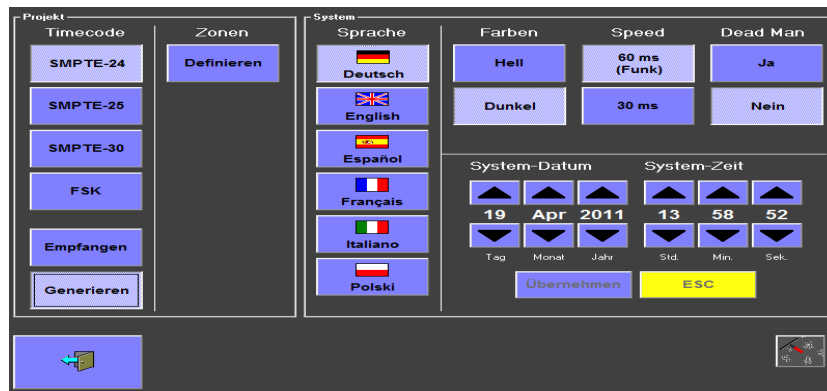 Projekt
Timecode
Zonen
SMPTE-24
Definieren
SMPTE-25
SMPTE-30
FSK
Empfangen
Generieren
System
Sprache
Farben
Speed
Dead Man
Deutsch
Hell
60 ms
(Funk)
Ja
English
Dunkel
30 ms
Nein
Español
Français
Italiano
Polski
System-Datum
System-Zeit
19 Apr 2011 13 58 52
Tag Monat Jahr Std. Min. Sek.
Übernehmen
ESC